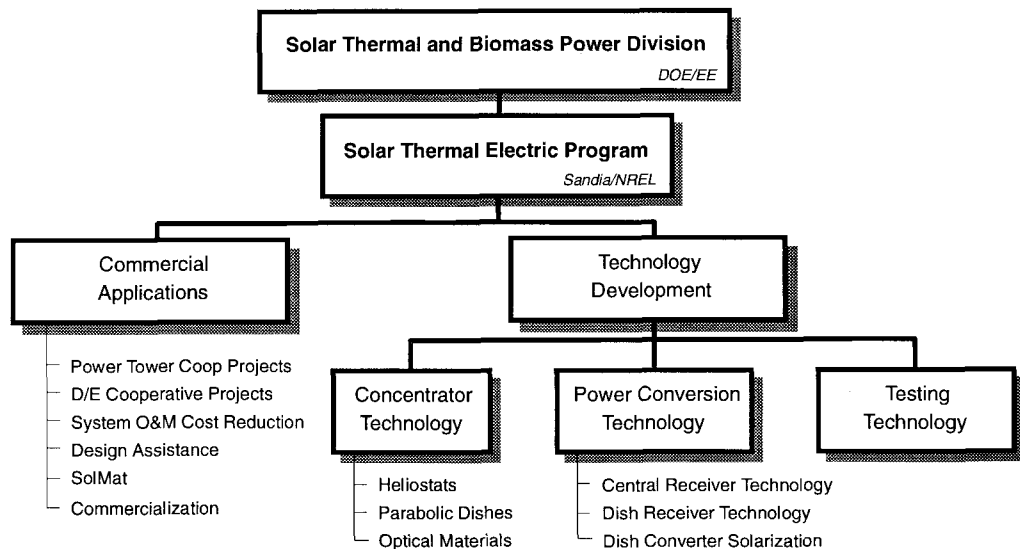 Solar Thermal and Biomass Power Division
DOE/EE
Solar Thermal Electric Program
Sandia/NREL
Commercial
Applications
Technology
Development
Power Tower Coop Projects
D/E Cooperative Projects
System O&M Cost Reduction
Design Assistance
SolMat
Commercialization
Concentrator
Technology
Power Conversion
Technology
Testing
Technology
Heliostats
Parabolic Dishes
Optical Materials
Central Receiver Technology
Dish Receiver Technology
Dish Converter Solarization